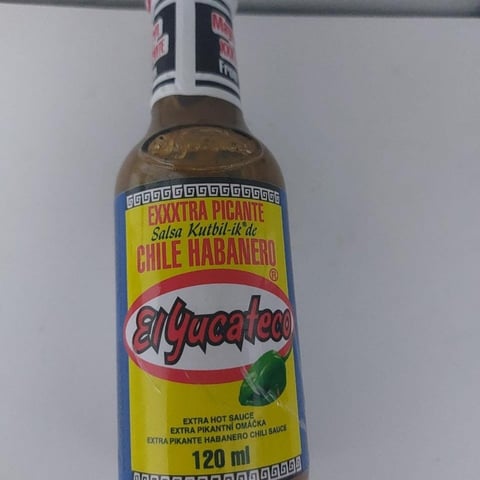 EXXXTRA PICANTE
Salsa Kutbil-ik® de
CHILE HABANERO
®
El Yucateco
EXTRA HOT SAUCE
EXTRA PIKANTNÍ OMÁČKA
EXTRA PIKANTE HABANERO CHILI SAUCE
120 ml